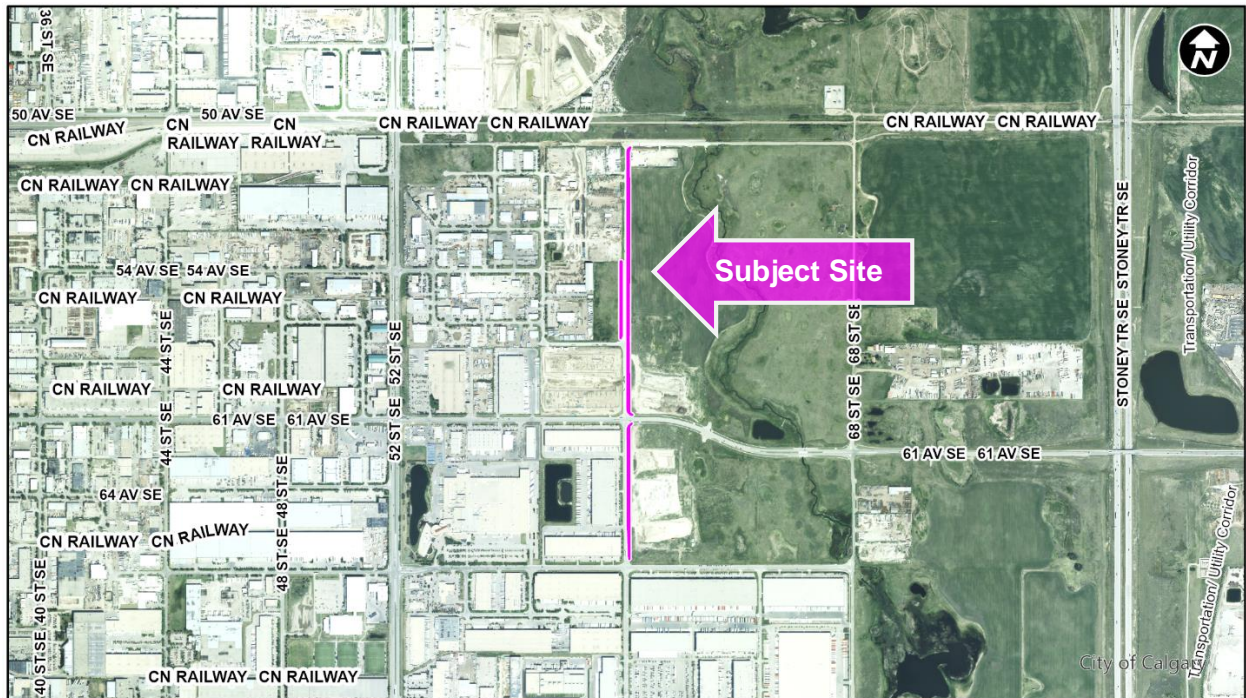 36 ST SE
N
50 AV SE
50 AV SE
CN RAILWAY
CN
RAILWAY
CN
RAILWAY
CN RAILWAY
CN RAILWAY
CN RAILWAY
CN RAILWAY
CN RAILWAY
CN RAILWAY
Transportation/ Utility Corridor
STONEY TR SE
STONEY TR SE
Subject Site
54 AV SE
54 AV SE
CN RAILWAY
CN RAILWAY
68 ST SE
44 ST SE
52 ST SE
CN RAILWAY
CN RAILWAY
68 ST SE
44 ST SE
61 AV SE
61 AV SE
52 ST SE
61 AV SE
61 AV SE
64 AV SE
48 ST SE
CN RAILWAY
CN RAILWAY
48 ST SE
40 ST SE
40 ST SE
Transportation/ Utility Corridor
City of Calgary
CN RAILWAY
CN RAILWAY